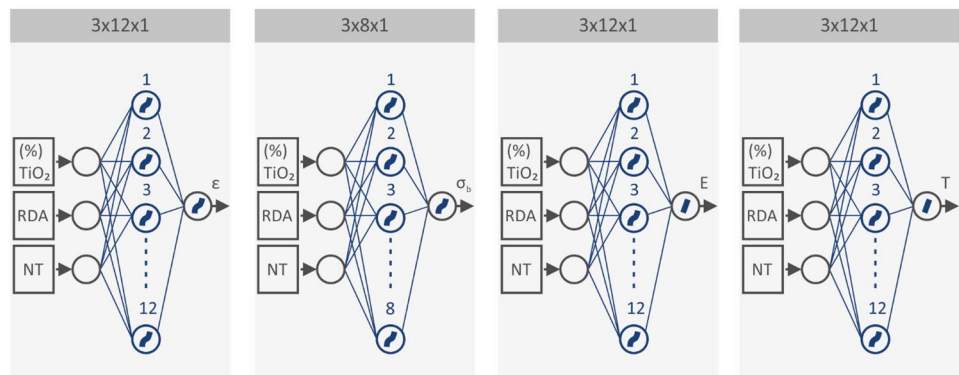 3x12x1
1
2
3
12
(%)
TiO₂
RDA
NT
ε
3x8x1
1
2
3
8
(%)
TiO₂
RDA
NT
σb
3x12x1
1
2
3
12
(%)
TiO₂
RDA
NT
E
3x12x1
1
2
3
12
(%)
TiO₂
RDA
NT
T